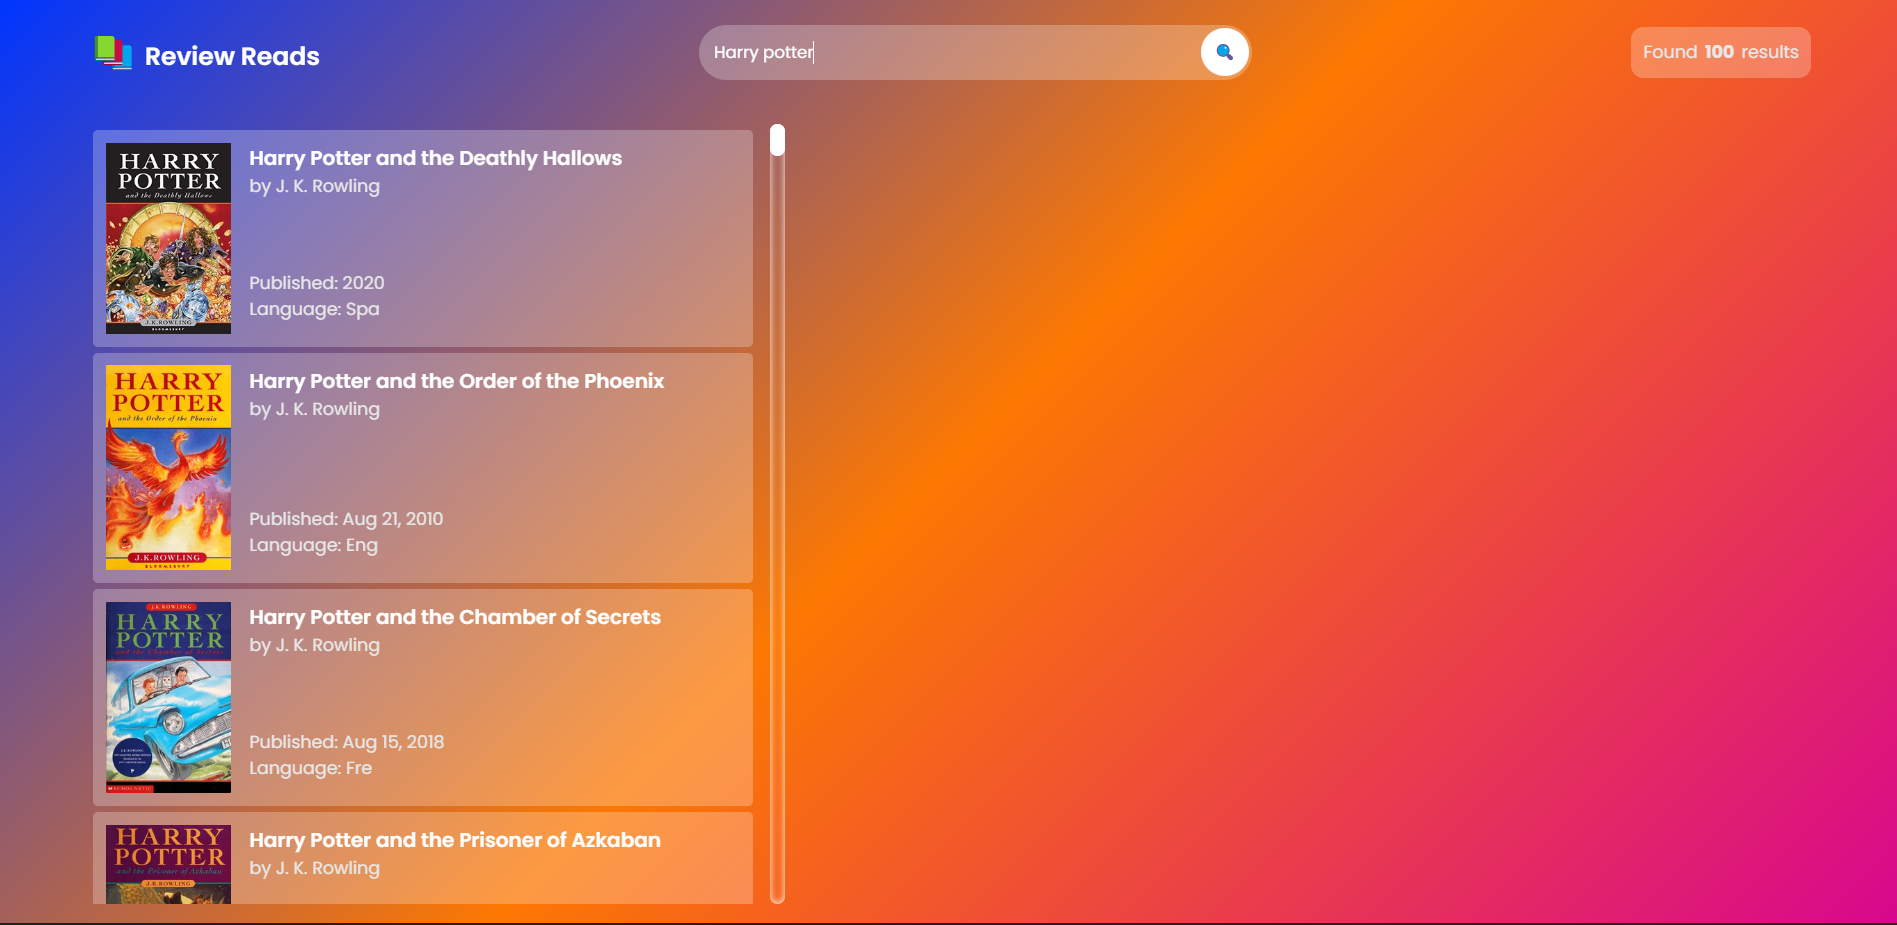 Review Reads
Harry potter
Found 100 results
HARRY
POTTER
and the Deathly Hallows
J.K.ROWLING
BLOOMSBURY
Harry Potter and the Deathly Hallows
by J. K. Rowling
Published: 2020
Language: Spa
HARRY
POTTER
and the Order of the Phoenix
J.K.ROWLING
BLOOMSBURY
Harry Potter and the Order of the Phoenix
by J. K. Rowling
Published: Aug 21, 2010
Language: Eng
J.K.ROWLING
HARRY
POTTER
and the Chamber of Secrets
SCHOLASTIC
Harry Potter and the Chamber of Secrets
by J. K. Rowling
Published: Aug 15, 2018
Language: Fre
HARRY
POTTER
and the Prisoner of Azkaban
J.K.ROWLING
Harry Potter and the Prisoner of Azkaban
by J. K. Rowling